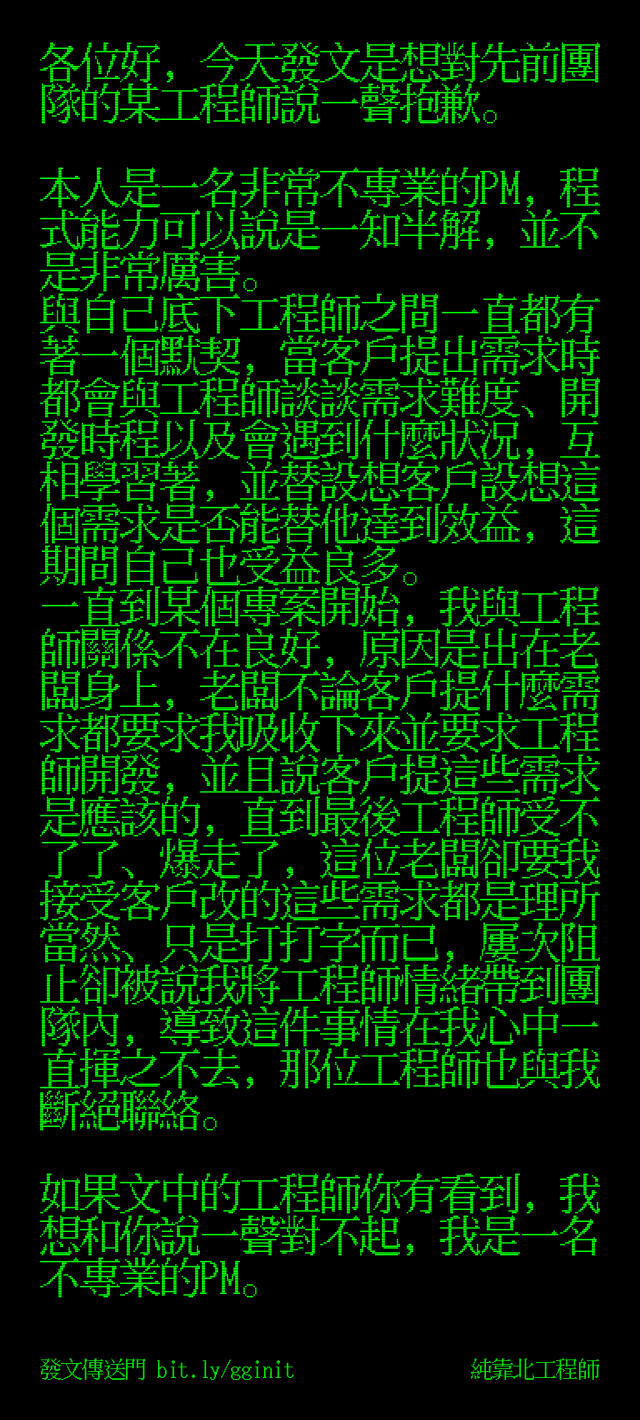 各位好，今天發文是想對先前團
隊的某工程師說一聲抱歉。
本人是一名非常不專業的PM，程
式能力可以說是一知半解，並不
是非常厲害。
與自己底下工程師之間一直都有
著一個默契，當客戶提出需求時
都會與工程師談談需求難度、開
發時程以及會遇到什麼狀況，互
相學習著，並替設想客戶設想這
個需求是否能替他達到效益，這
期間自己也受益良多。
一直到某個專案開始，我與工程
師關係不在良好，原因是出在老
闆身上，老闆不論客戶提什麼需
求都要求我吸收下來並要求工程
師開發，並且說客戶提這些需求
是應該的，直到最後工程師受不
了了、爆走了，這位老闆卻要我
接受客戶改的這些需求都是理所
當然、只是打打字而已，屢次阻
止卻被說我將工程師情緒帶到團
隊內，導致這件事情在我心中一
直揮之不去，那位工程師也與我
斷絕聯絡。
如果文中的工程師你有看到，我
想和你說一聲對不起，我是一名
不專業的PM。
發文傳送門 bit.ly/gginit
純靠北工程師